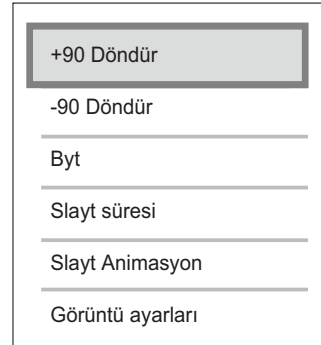 +90 Döndür
-90 Döndür
Byt
Slayt süresi
Slayt Animasyon
Görüntü ayarları